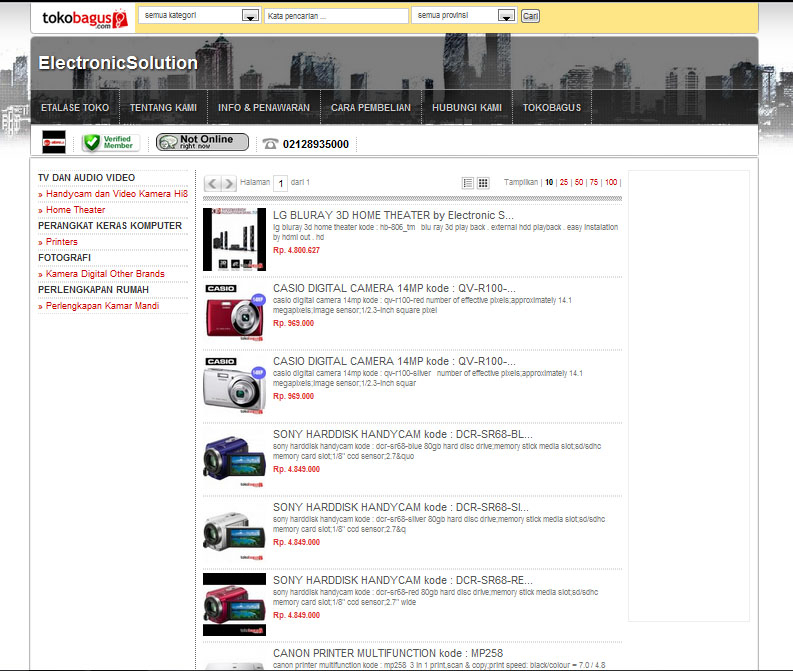 tokobagus
.com
semua kategori
Kata pencarian ...
semua provinsi
Cari
ElectronicSolution
ETALASE TOKO
TENTANG KAMI
INFO & PENAWARAN
CARA PEMBELIAN
HUBUNGI KAMI
TOKOBAGUS
Verified
Member
Not Online
right now
02128935000
TV DAN AUDIO VIDEO
» Handycam dan Video Kamera Hi8
» Home Theater
PERANGKAT KERAS KOMPUTER
» Printers
FOTOGRAFI
» Kamera Digital Other Brands
PERLENGKAPAN RUMAH
» Perlengkapan Kamar Mandi
Halaman 1 dari 1
Tampilkan | 10 | 25 | 50 | 75 | 100 |
LG BLURAY 3D HOME THEATER by Electronic S...
lg bluray 3d home theater kode : hb-806_tm blu ray 3d play back . external hdd playback . easy instalation
by hdmi out . hd
Rp. 4.800.627
CASIO
14MP
CASIO DIGITAL CAMERA 14MP kode : QV-R100-...
casio digital camera 14mp kode : qv-r100-red number of effective pixels;approximately 14.1
megapixels;image sensor;1/2.3-inch square pixel
Rp. 969.000
CASIO
14MP
CASIO DIGITAL CAMERA 14MP kode : QV-R100-...
casio digital camera 14mp kode : qv-r100-silver number of effective pixels;approximately 14.1
megapixels;image sensor;1/2.3-inch squar
Rp. 969.000
SONY HARDDISK HANDYCAM kode : DCR-SR68-BL...
sony harddisk handycam kode : dcr-sr68-blue 80gb hard disc drive;memory stick media slot;sd/sdhc
memory card slot;1/8" ccd sensor;2.7&quo
Rp. 4.849.000
SONY HARDDISK HANDYCAM kode : DCR-SR68-SI...
sony harddisk handycam kode : dcr-sr68-silver 80gb hard disc drive;memory stick media slot;sd/sdhc
memory card slot;1/8" ccd sensor;2.7&q
Rp. 4.849.000
SONY HARDDISK HANDYCAM kode : DCR-SR68-RE...
sony harddisk handycam kode : dcr-sr68-red 80gb hard disc drive;memory stick media slot;sd/sdhc
memory card slot;1/8" ccd sensor;2.7" wide
Rp. 4.849.000
CANON PRINTER MULTIFUNCTION kode : MP258
canon printer multifunction kode : mp258 3 in 1 print.scan & copy;print speed: black/colour = 7.0 / 4.8